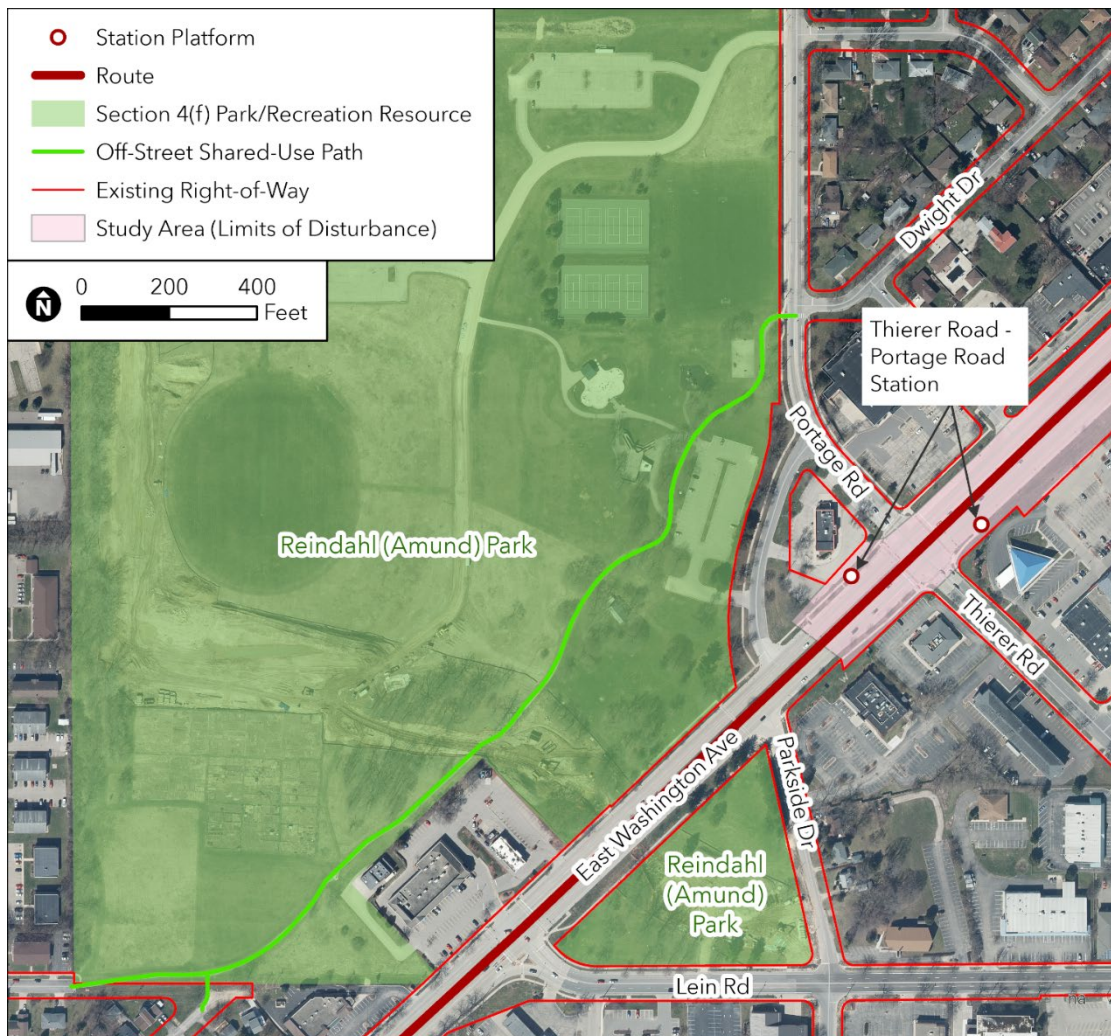 Station Platform
Route
Section 4(f) Park/Recreation Resource
Off-Street Shared-Use Path
Existing Right-of-Way
Study Area (Limits of Disturbance)
N
0 200 400
Feet
Dwight Dr
Thierer Road -
Portage Road
Station
Portage Rd
Reindahl (Amund) Park
Thierer Rd
East Washington Ave
Parkside Dr
Reindahl
(Amund)
Park
Lein Rd
na